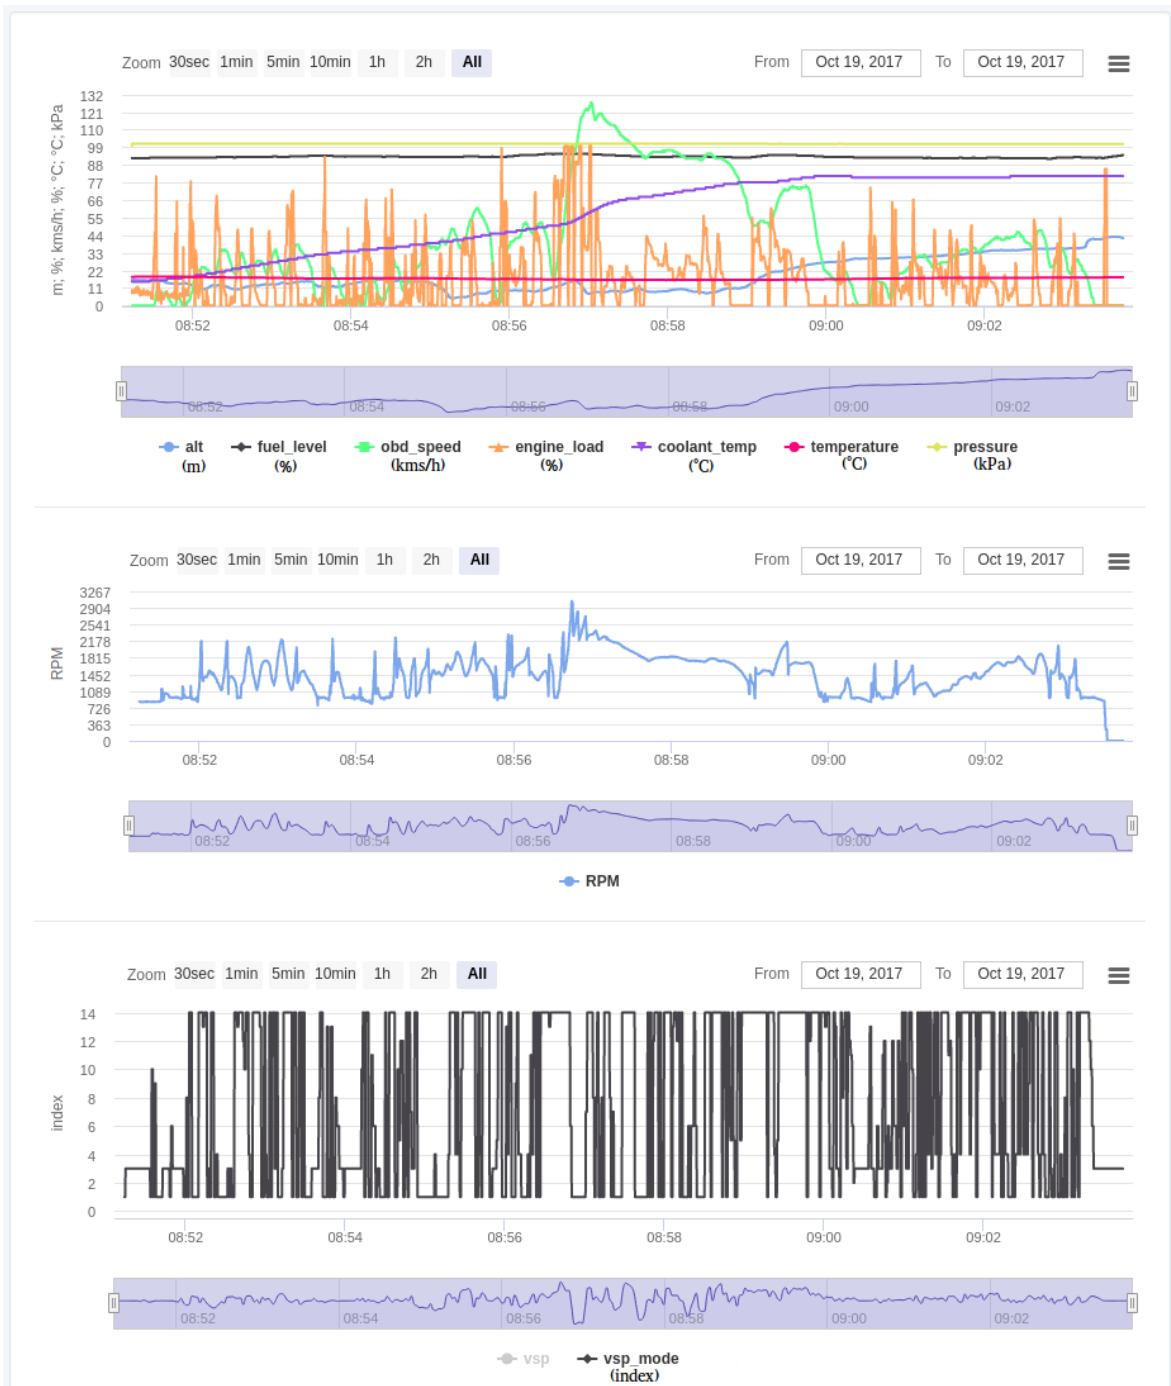 Zoom 30sec 1min 5min 10min 1h 2h All From Oct 19, 2017 To Oct 19, 2017
132
121
110
99
88
77
66
55
44
33
22
11
0
m; %; kms/h; %; °C; °C; kPa
08:52 08:54 08:56 08:58 09:00 09:02
08:52 08:54 08:56 08:58 09:00 09:02
alt fuel_level obd_speed engine_load coolant_temp temperature pressure
(m) (%) (kms/h) (%) (°C) (°C) (kPa)
Zoom 30sec 1min 5min 10min 1h 2h All From Oct 19, 2017 To Oct 19, 2017
3267
2904
2541
2178
1815
1452
1089
726
363
0
RPM
08:52 08:54 08:56 08:58 09:00 09:02
08:52 08:54 08:56 08:58 09:00 09:02
RPM
Zoom 30sec 1min 5min 10min 1h 2h All From Oct 19, 2017 To Oct 19, 2017
14
12
10
8
6
4
2
0
index
08:52 08:54 08:56 08:58 09:00 09:02
08:52 08:54 08:56 08:58 09:00 09:02
vsp vsp_mode
(index)